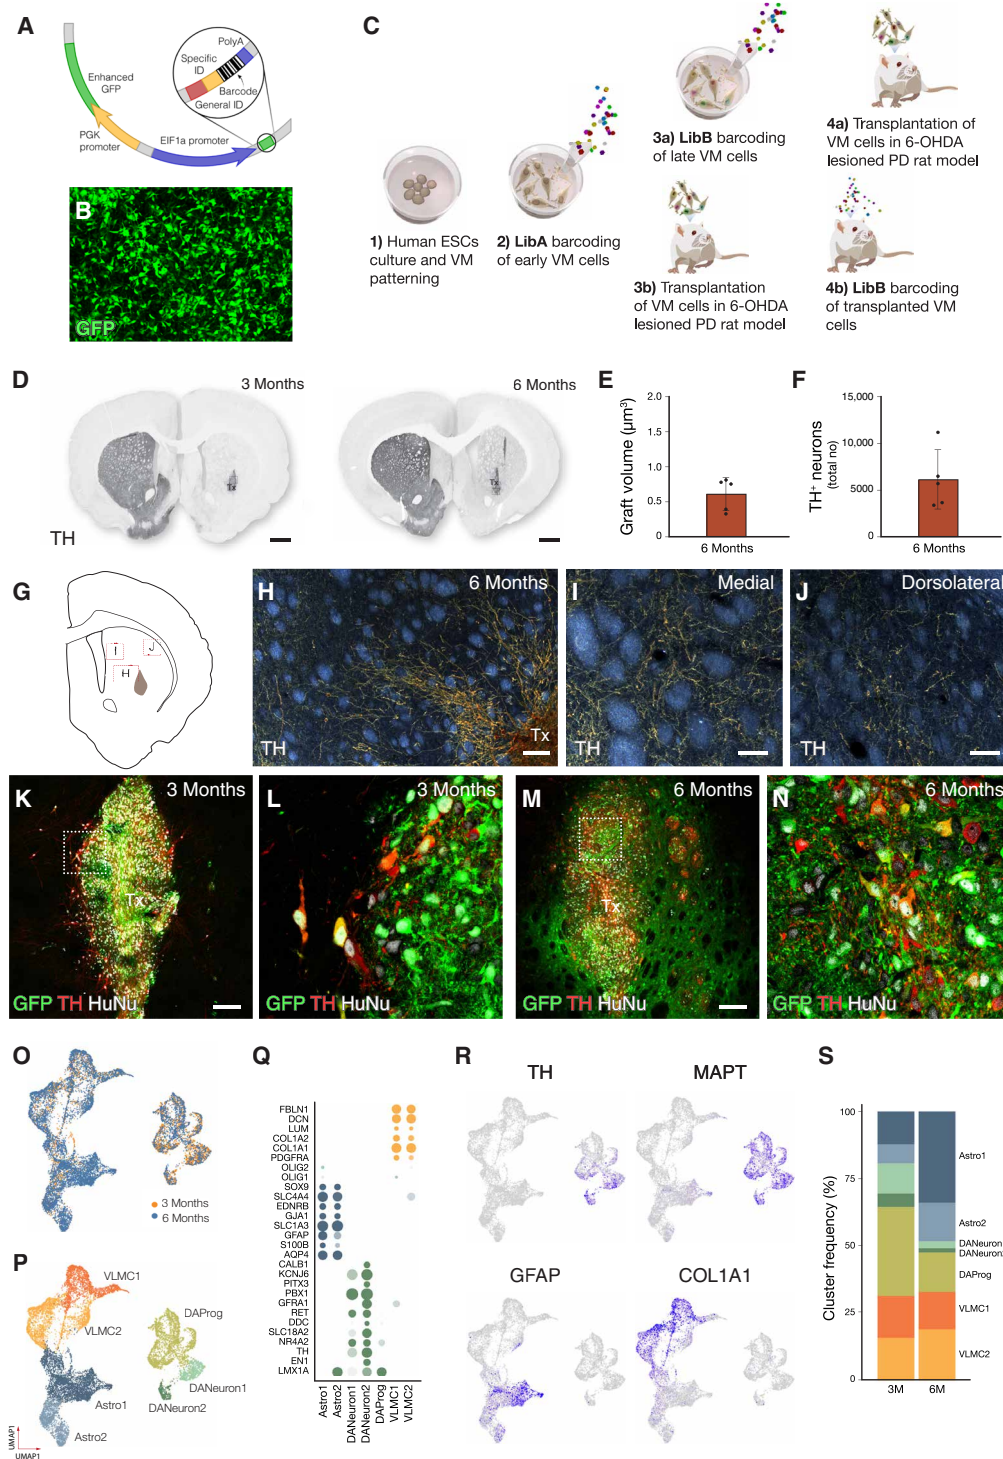 A
PolyA
Specific
ID
Enhanced
GFP
Barcode
General ID
PGK
promoter
EIF1a promoter
B
GFP
C
1) Human ESCs
culture and VM
patterning
2) LibA barcoding
of early VM cells
3a) LibB barcoding
of late VM cells
4a) Transplantation of
VM cells in 6-OHDA
lesioned PD rat model
3b) Transplantation
of VM cells in 6-OHDA
lesioned PD rat model
4b) LibB barcoding
of transplanted VM
cells
D
3 Months
6 Months
Tx
Tx
TH
E
Graft volume (µm³)
2.0
1.5
1.0
0.5
0
6 Months
F
TH⁺ neurons
(total no)
15,000
10,000
5000
0
6 Months
G
I
J
H
H
6 Months
Tx
TH
I
Medial
TH
J
Dorsolateral
TH
K
3 Months
Tx
GFP TH HuNu
L
3 Months
GFP TH HuNu
M
6 Months
Tx
GFP TH HuNu
N
6 Months
GFP TH HuNu
O
3 Months
6 Months
P
VLMC1
VLMC2
DAProg
Astro1
DANeuron1
DANeuron2
Astro2
UMAP1
UMAP1
Q
FBLN1
DCN
LUM
COL1A2
COL1A1
PDGFRA
OLIG2
OLIG1
SOX9
SLC4A4
EDNRB
GJA1
SLC1A3
GFAP
S100B
AQP4
CALB1
KCNJ6
PITX3
PBX1
GFRA1
RET
DDC
SLC18A2
NR4A2
TH
EN1
LMX1A
Astro1
Astro2
DANeuron1
DANeuron2
DAProg
VLMC1
VLMC2
R
TH
MAPT
GFAP
COL1A1
S
Cluster frequency (%)
100
75
50
25
0
3M
6M
Astro1
Astro2
DANeuron
DANeuron
DAProg
VLMC1
VLMC2